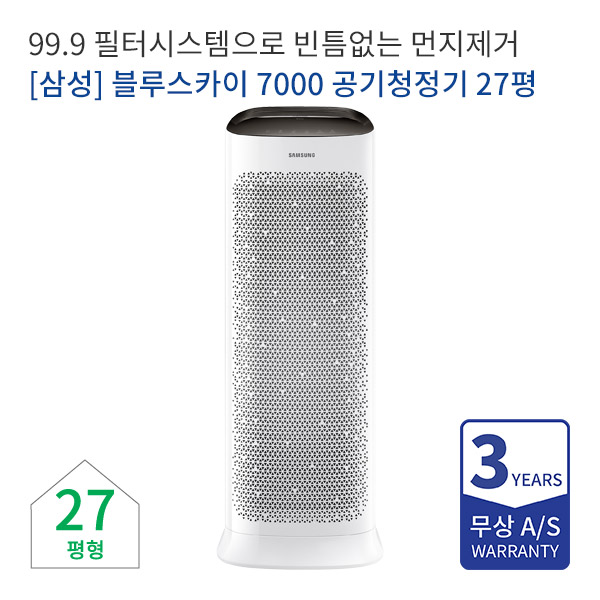 99.9 필터시스템으로 빈틈없는 먼지제거
[삼성] 블루스카이 7000 공기청정기 27평
SAMSUNG
27
평형
3 YEARS
무상 A/S
WARRANTY